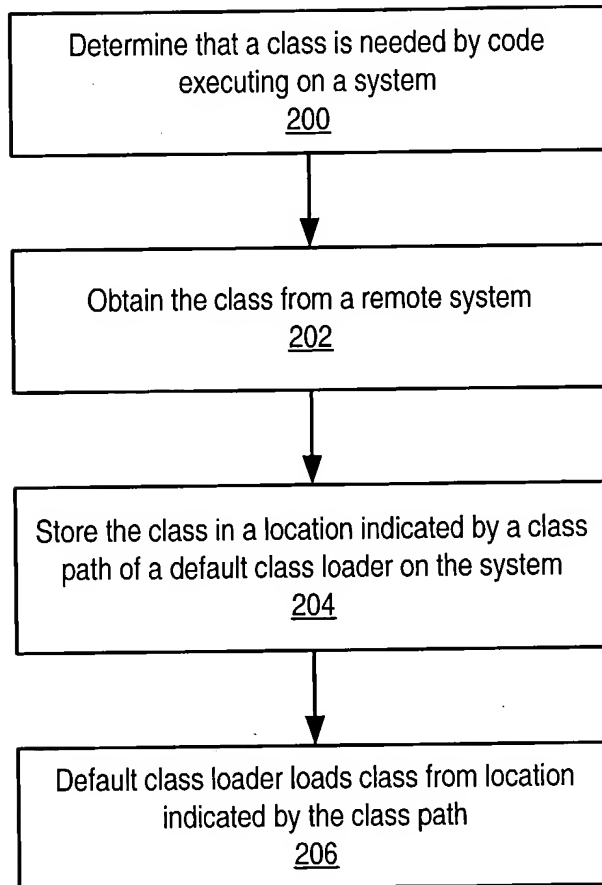 Determine that a class is needed by code
executing on a system
200
Obtain the class from a remote system
202
Store the class in a location indicated by a class
path of a default class loader on the system
204
Default class loader loads class from location
indicated by the class path
206